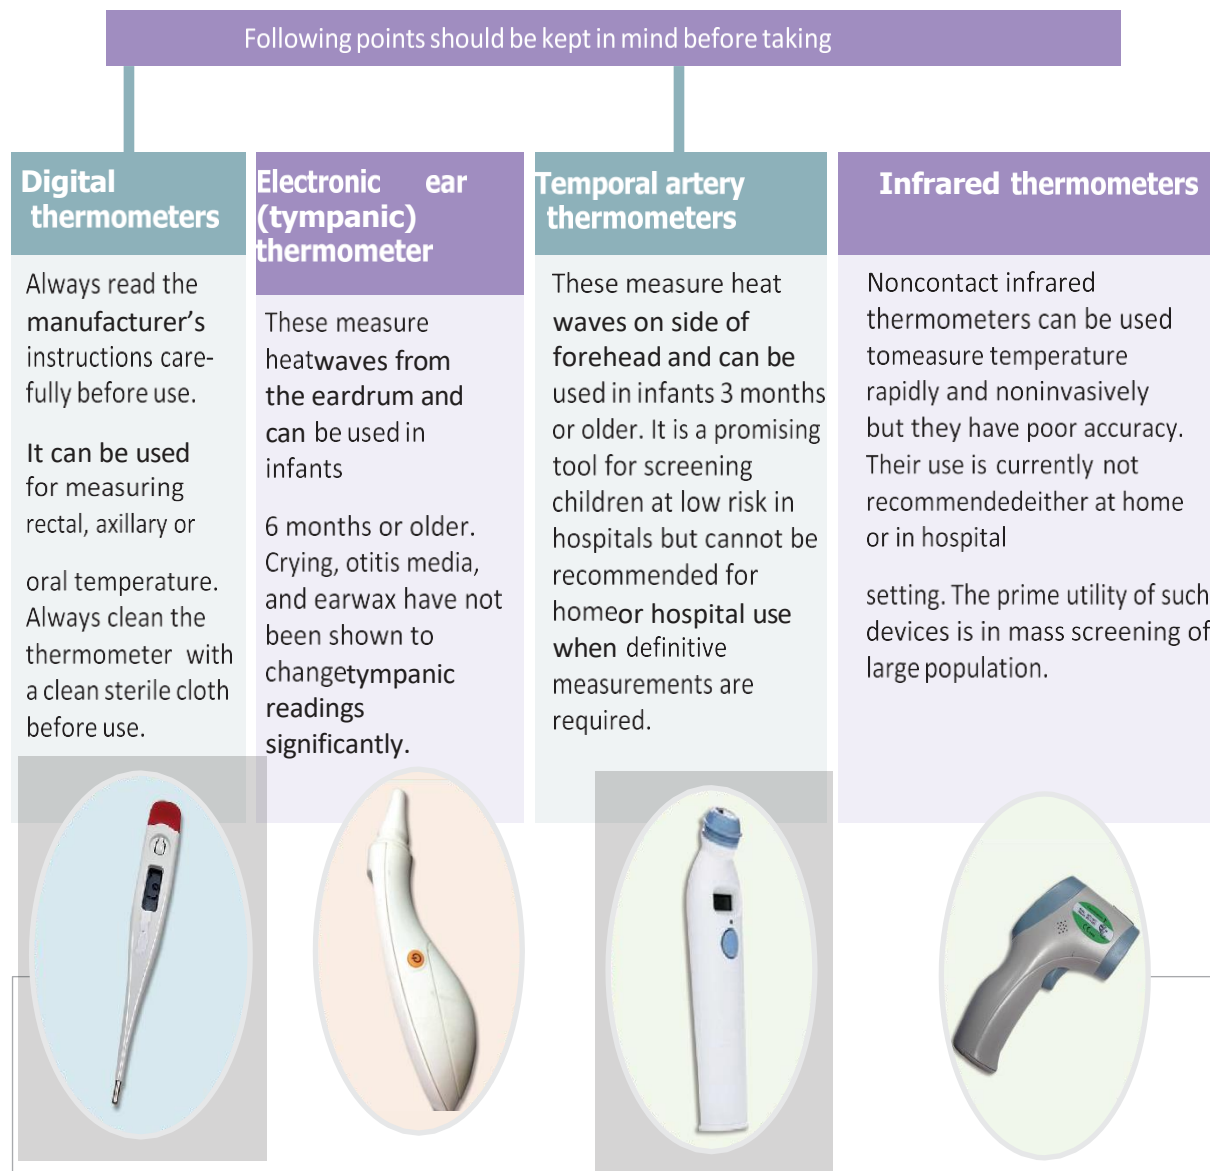 Following points should be kept in mind before taking
Digital
thermometers
Always read the
manufacturer's
instructions care-
fully before use.
It can be used
for measuring
rectal, axillary or
oral temperature.
Always clean the
thermometer with
a clean sterile cloth
before use.
Electronic ear
(tympanic)
thermometer
These measure
heatwaves from
the eardrum and
can be used in
infants
6 months or older.
Crying, otitis media,
and earwax have not
been shown to
changetympanic
readings
significantly.
Temporal artery
thermometers
These measure heat
waves on side of
forehead and can be
used in infants 3 months
or older. It is a promising
tool for screening
children at low risk in
hospitals but cannot be
recommended for
homeor hospital use
when definitive
measurements are
required.
Infrared thermometers
Noncontact infrared
thermometers can be used
tomeasure temperature
rapidly and noninvasively
but they have poor accuracy.
Their use is currently not
recommendedeither at home
or in hospital
setting. The prime utility of such
devices is in mass screening of
large population.